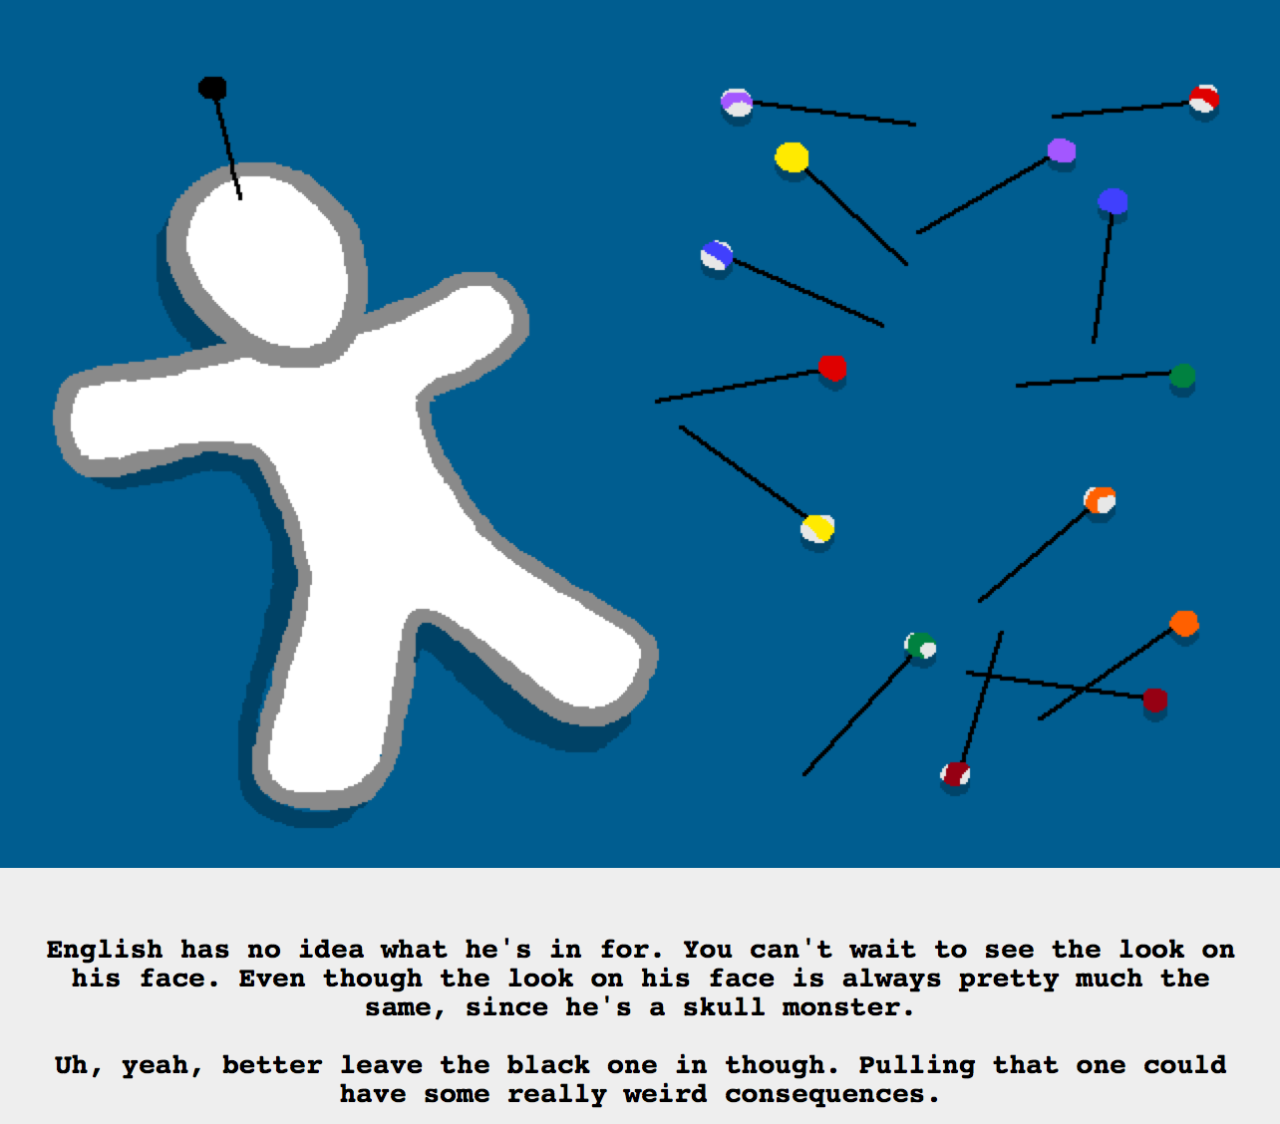 English has no idea what he's in for. You can't wait to see the look on
his face. Even though the look on his face is always pretty much the
same, since he's a skull monster.
Uh, yeah, better leave the black one in though. Pulling that one could
have some really weird consequences.